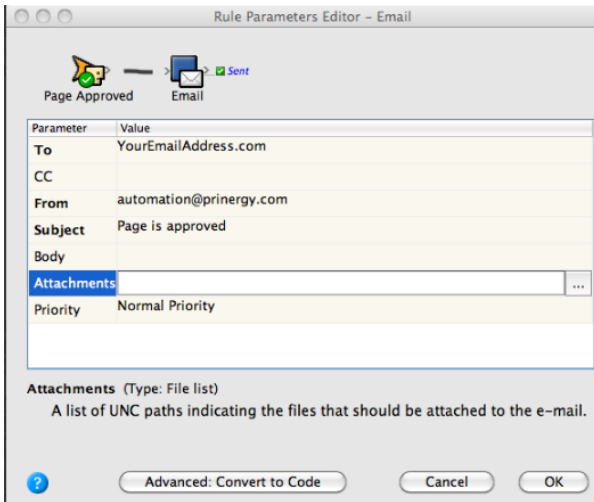 Rule Parameters Editor – Email
Sent
Page Approved Email
Parameter Value
To YourEmailAddress.com
CC
From automation@prinergy.com
Subject Page is approved
Body
Attachments ...
Priority Normal Priority
Attachments (Type: File list)
A list of UNC paths indicating the files that should be attached to the e-mail.
? Advanced: Convert to Code Cancel OK